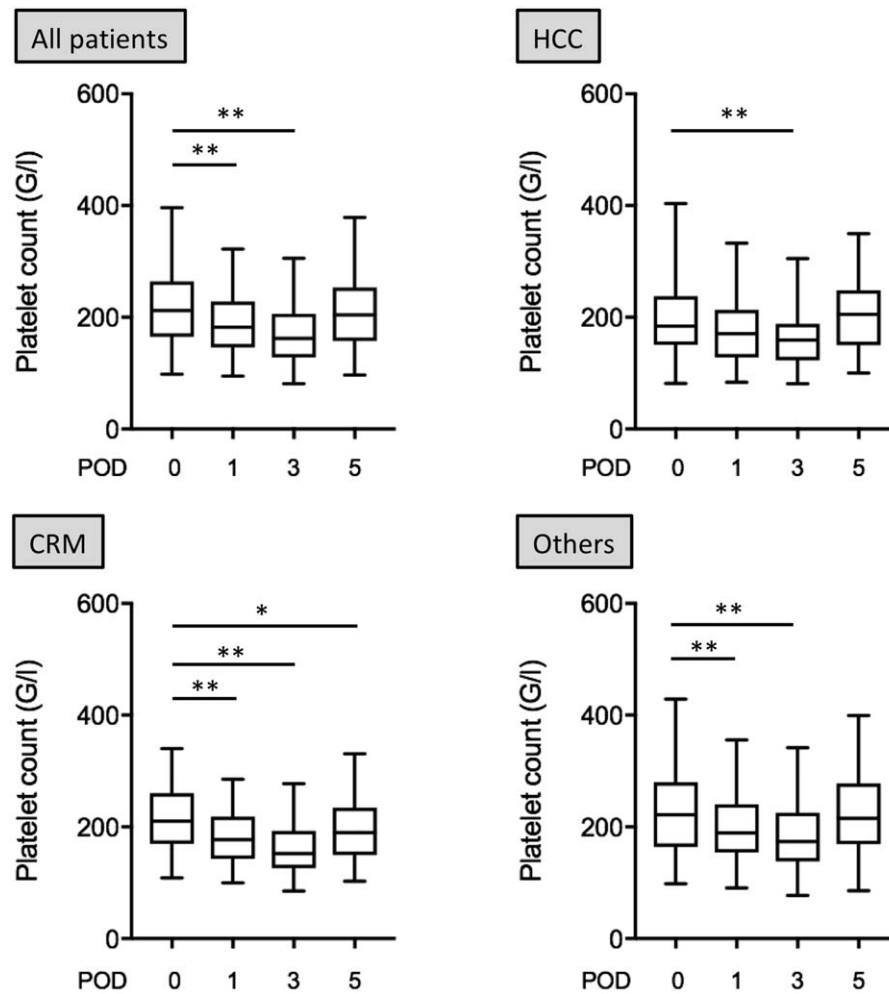 All patients
600
400
200
0
Platelet count (G/l)
**
**
POD 0 1 3 5
HCC
600
400
200
0
Platelet count (G/l)
**
POD 0 1 3 5
CRM
600
400
200
0
Platelet count (G/l)
*
**
**
POD 0 1 3 5
Others
600
400
200
0
Platelet count (G/l)
**
**
POD 0 1 3 5